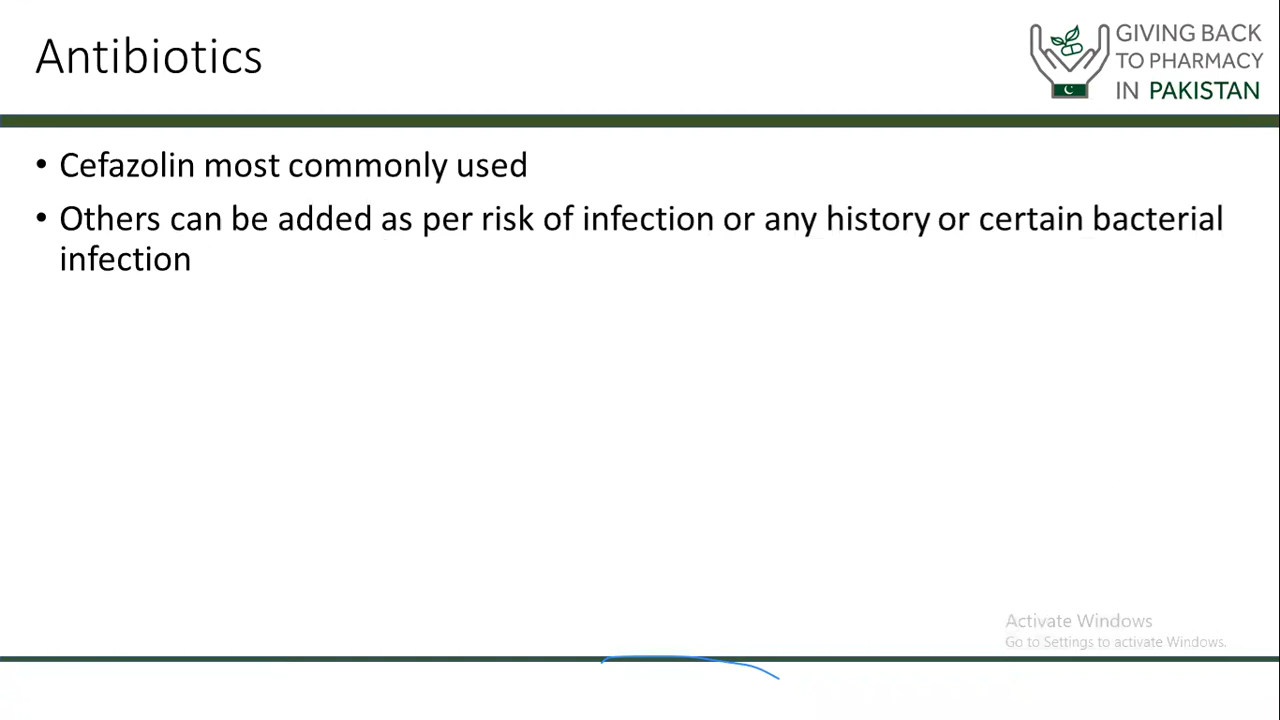 Antibiotics
GIVING BACK
TO PHARMACY
IN PAKISTAN
• Cefazolin most commonly used
• Others can be added as per risk of infection or any history or certain bacterial
infection
Activate Windows
Go to Settings to activate Windows.